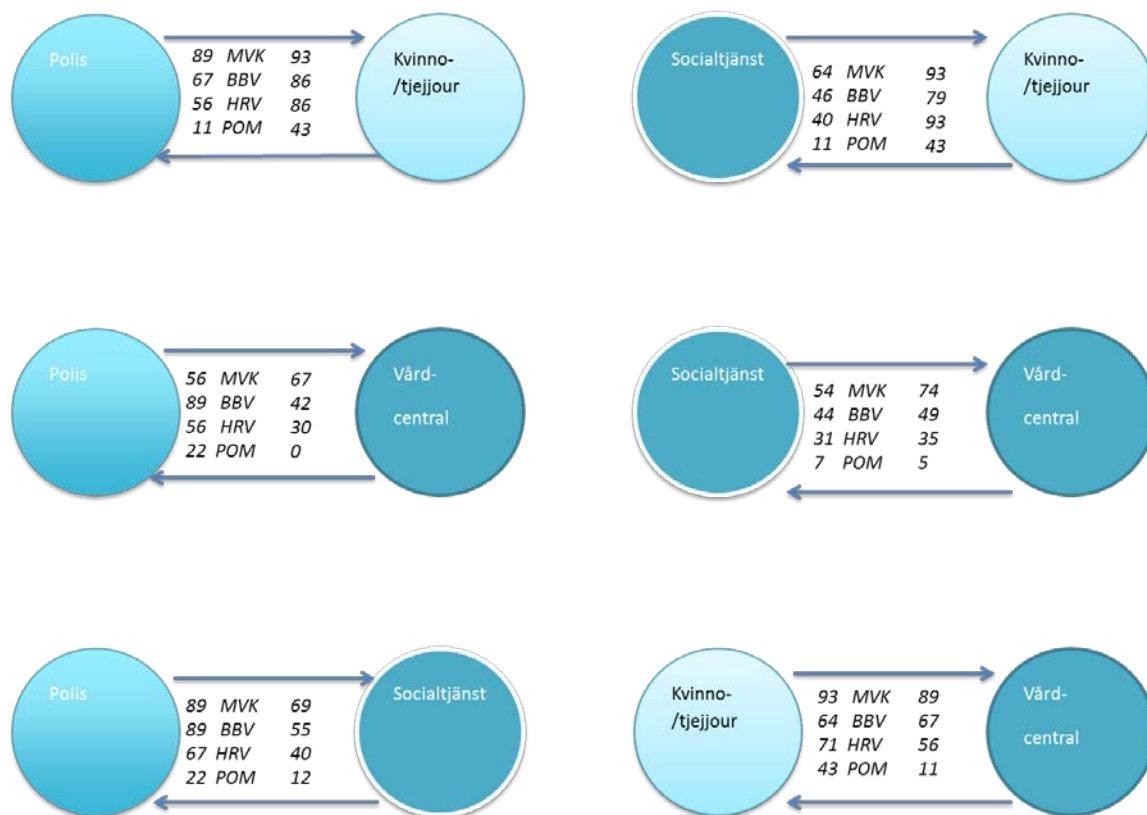 Polis
89 MVK 93
67 BBV 86
56 HRV 86
11 POM 43
Kvinno-
/tjejjour
Socialtjänst
64 MVK 93
46 BBV 79
40 HRV 93
11 POM 43
Kvinno-
/tjejjour
Polis
56 MVK 67
89 BBV 42
56 HRV 30
22 POM 0
Vård-
central
Socialtjänst
54 MVK 74
44 BBV 49
31 HRV 35
7 POM 5
Vård-
central
Polis
89 MVK 69
89 BBV 55
67 HRV 40
22 POM 12
Socialtjänst
Kvinno-
/tjejjour
93 MVK 89
64 BBV 67
71 HRV 56
43 POM 11
Vård-
central